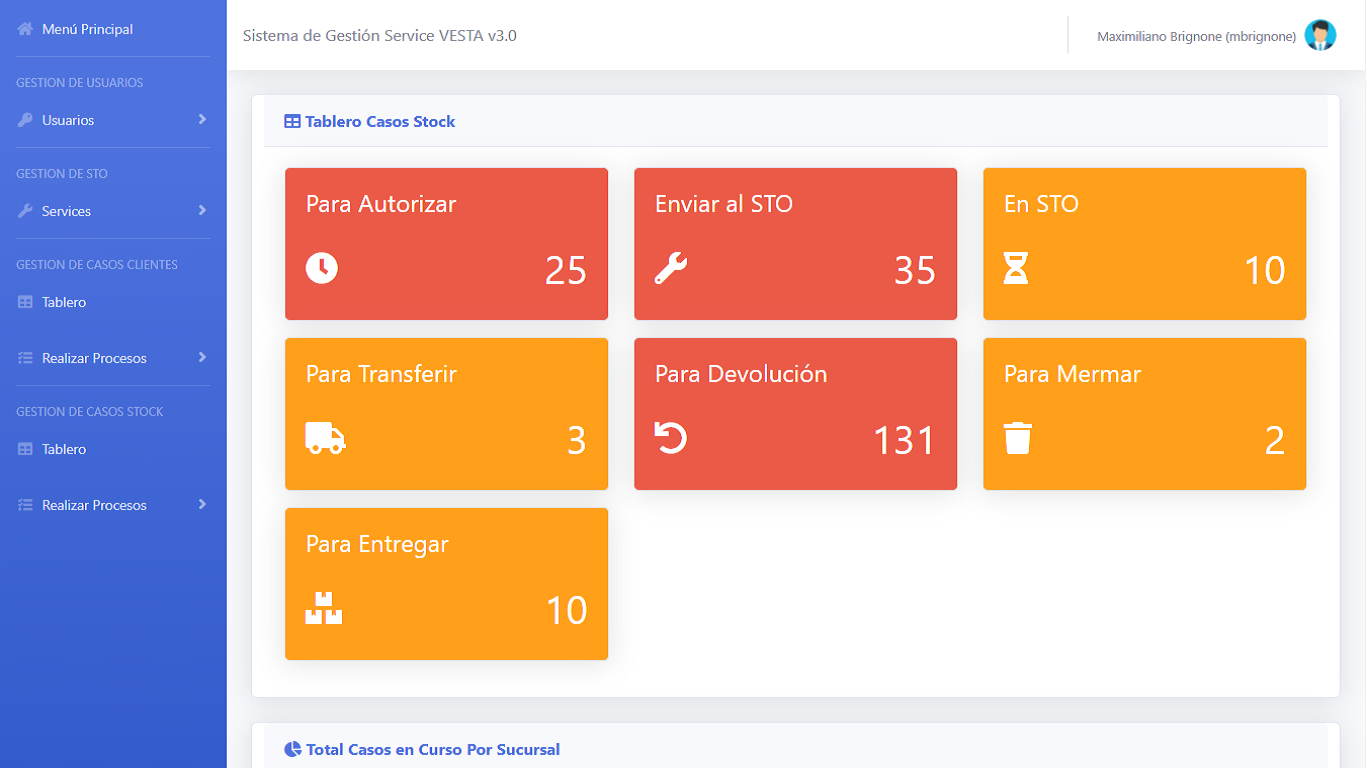 Menú Principal
GESTION DE USUARIOS
Usuarios
GESTION DE STO
Services
GESTION DE CASOS CLIENTES
Tablero
Realizar Procesos
GESTION DE CASOS STOCK
Tablero
Realizar Procesos
Sistema de Gestión Service VESTA v3.0
Maximiliano Brignone (mbrignone)
Tablero Casos Stock
Para Autorizar
25
Enviar al STO
35
En STO
10
Para Transferir
3
Para Devolución
131
Para Mermar
2
Para Entregar
10
Total Casos en Curso Por Sucursal